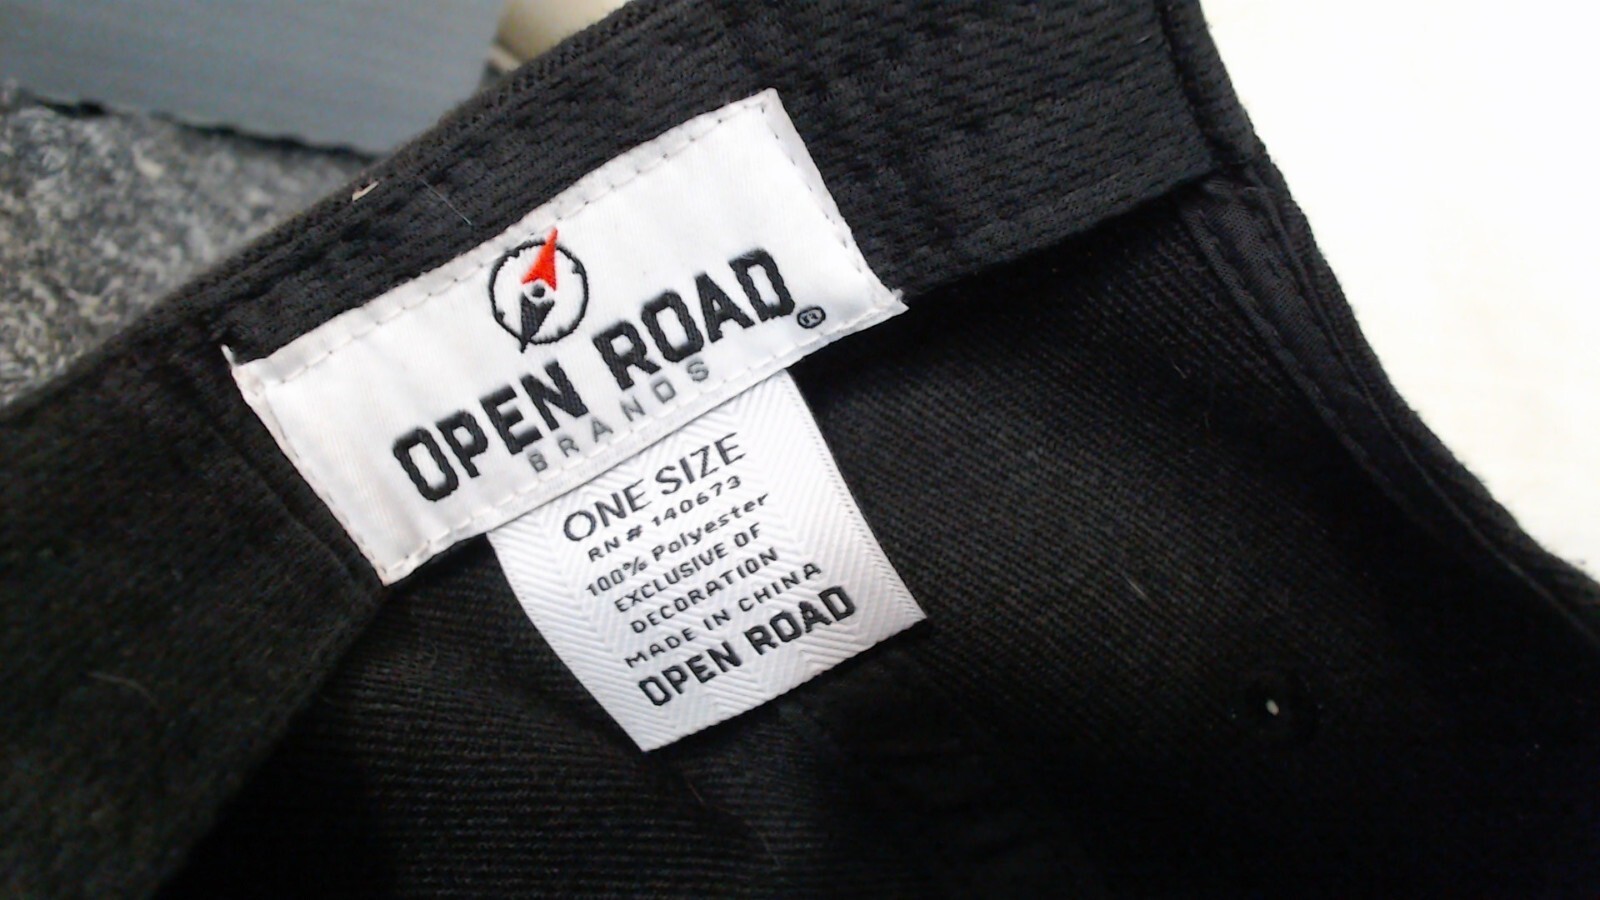 OPEN ROAD®
BRANDS
ONE SIZE
RN # 140673
100% Polyester
EXCLUSIVE OF
DECORATION
MADE IN CHINA
OPEN ROAD